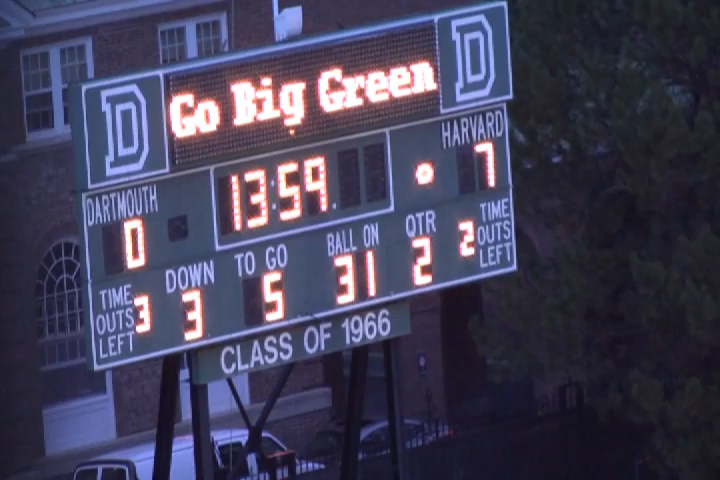 D Go Big Green D
DARTMOUTH 13:59 HARVARD
0 7
DOWN TO GO BALL ON QTR
TIME OUTS LEFT 3 3 5 31 2 2 TIME OUTS LEFT
CLASS OF 1966